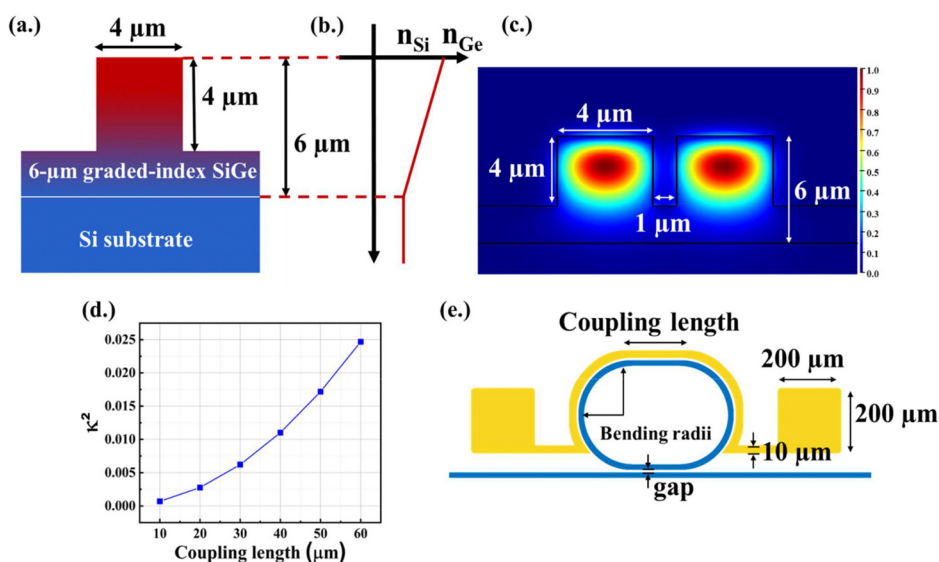 (a.)
4 µm
4 µm
6-µm graded-index SiGe
Si substrate
(b.)
nSi nGe
6 µm
(c.)
4 µm
4 µm
1 µm
6 µm
1.0
0.9
0.8
0.7
0.6
0.5
0.4
0.3
0.2
0.1
0.0
(d.)
κ²
0.025
0.020
0.015
0.010
0.005
0.000
10 20 30 40 50 60
Coupling length (µm)
(e.)
Coupling length
200 µm
200 µm
Bending radii
10 µm
gap